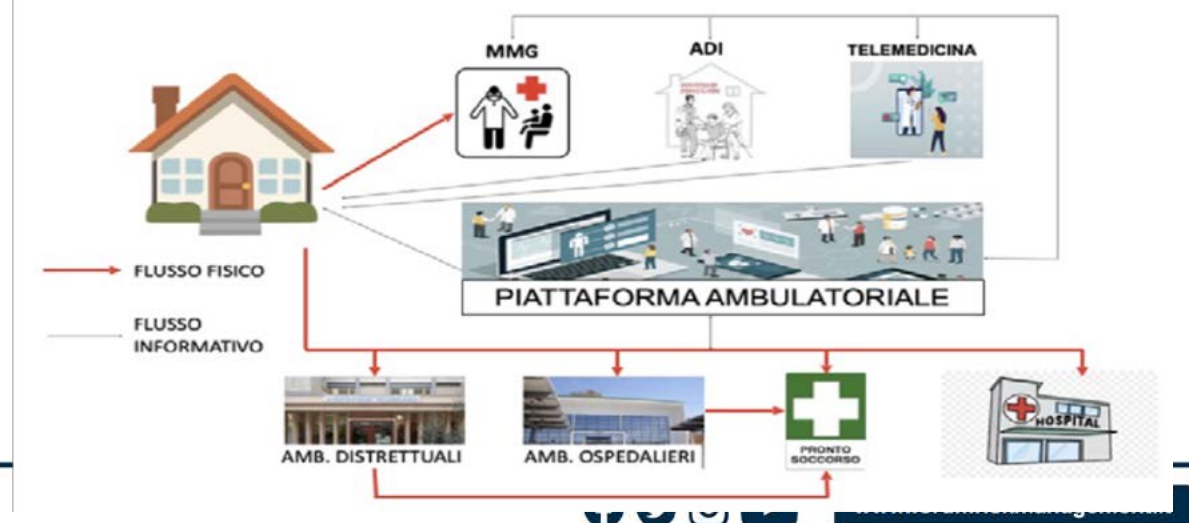 MMG
ADI
TELEMEDICINA
FLUSSO FISICO
FLUSSO
INFORMATIVO
PIATTAFORMA AMBULATORIALE
HOSPITAL
AMB. DISTRETTUALI
AMB. OSPEDALIERI
PRONTO
SOCCORSO